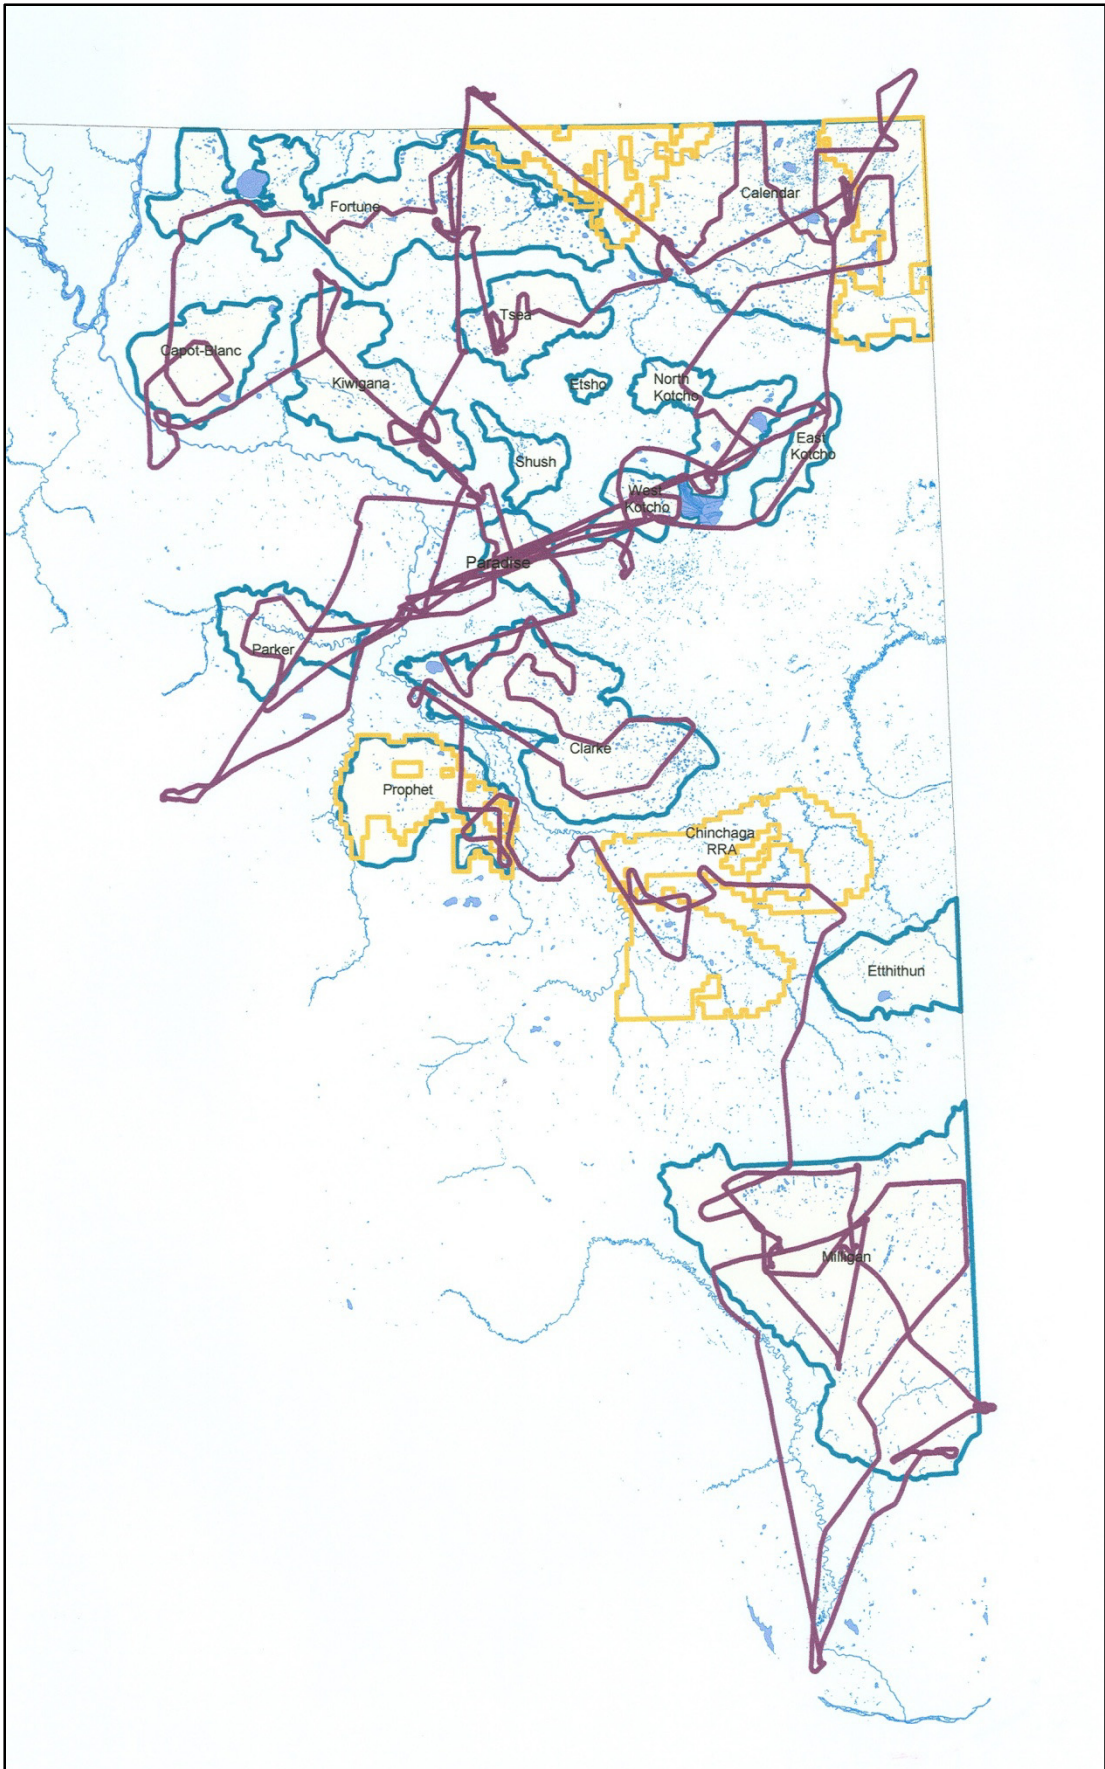 Calendar
Fortune
Tsea
Capot-Blanc
Kiwigana
Etsho
North
Kotcho
East
Kotcho
Shush
West
Kotcho
Paradise
Parker
Clarke
Prophet
Chinchaga
RRA
Etthithun
Milligan